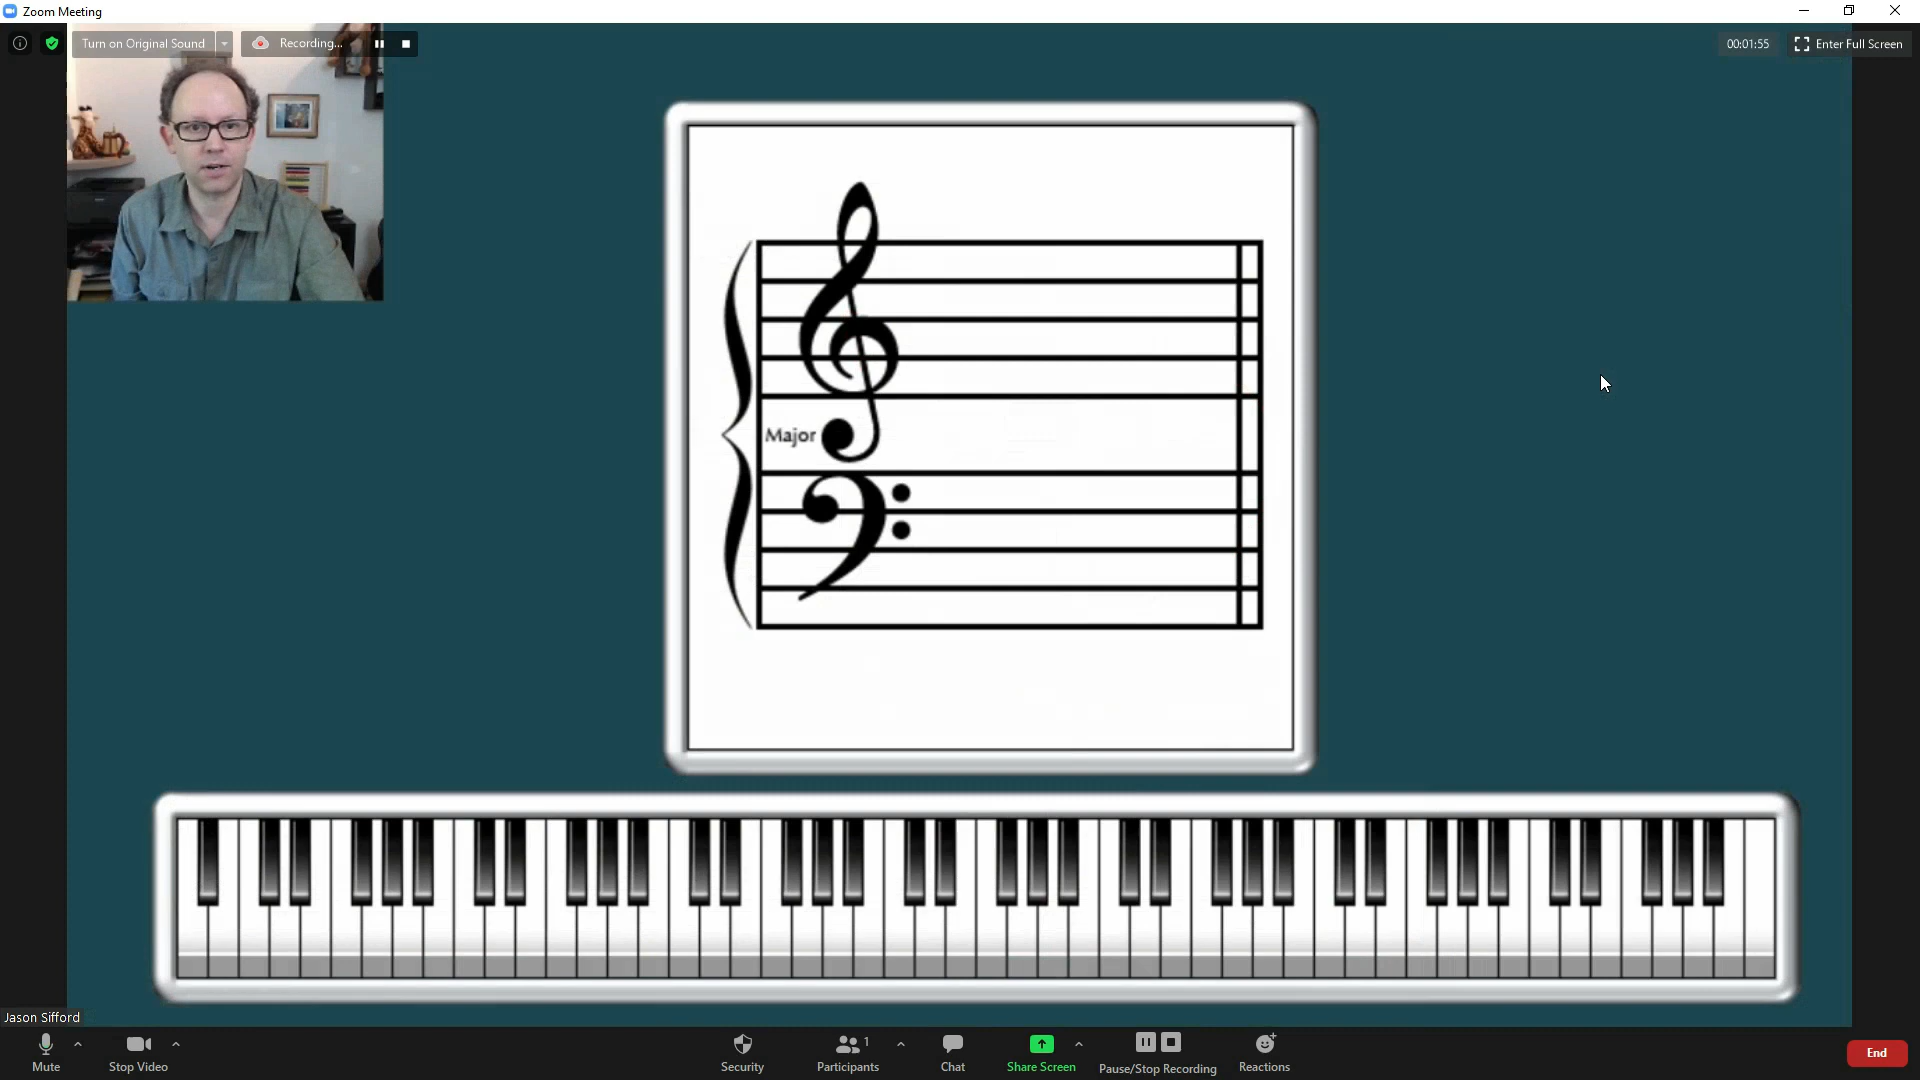 Zoom Meeting
Turn on Original Sound
Recording...
00:01:55
Enter Full Screen
Major
Jason Sifford
Mute
Stop Video
Security
Participants
1
Chat
Share Screen
Pause/Stop Recording
Reactions
End